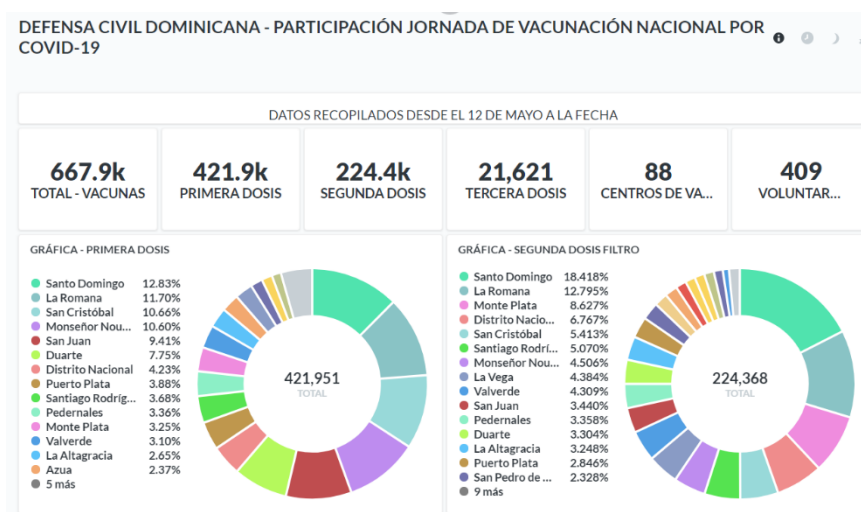 DEFENSA CIVIL DOMINICANA - PARTICIPACIÓN JORNADA DE VACUNACIÓN NACIONAL POR
COVID-19
DATOS RECOPILADOS DESDE EL 12 DE MAYO A LA FECHA
667.9k
TOTAL - VACUNAS
421.9k
PRIMERA DOSIS
224.4k
SEGUNDA DOSIS
21,621
TERCERA DOSIS
88
CENTROS DE VA...
409
VOLUNTAR...
GRÁFICA - PRIMERA DOSIS
Santo Domingo 12.83%
La Romana 11.70%
San Cristóbal 10.66%
Monseñor Nou... 10.60%
San Juan 9.41%
Duarte 7.75%
Distrito Nacional 4.23%
Puerto Plata 3.88%
Santiago Rodríg... 3.68%
Pedernales 3.36%
Monte Plata 3.25%
Valverde 3.10%
La Altagracia 2.65%
Azua 2.37%
5 más
421,951
TOTAL
GRÁFICA - SEGUNDA DOSIS FILTRO
Santo Domingo 18.418%
La Romana 12.795%
Monte Plata 8.627%
Distrito Nacio... 6.767%
San Cristóbal 5.413%
Santiago Rodrí... 5.070%
Monseñor Nou... 4.506%
La Vega 4.384%
Valverde 4.309%
San Juan 3.440%
Pedernales 3.358%
Duarte 3.304%
La Altagracia 3.248%
Puerto Plata 2.846%
San Pedro de ... 2.328%
9 más
224,368
TOTAL